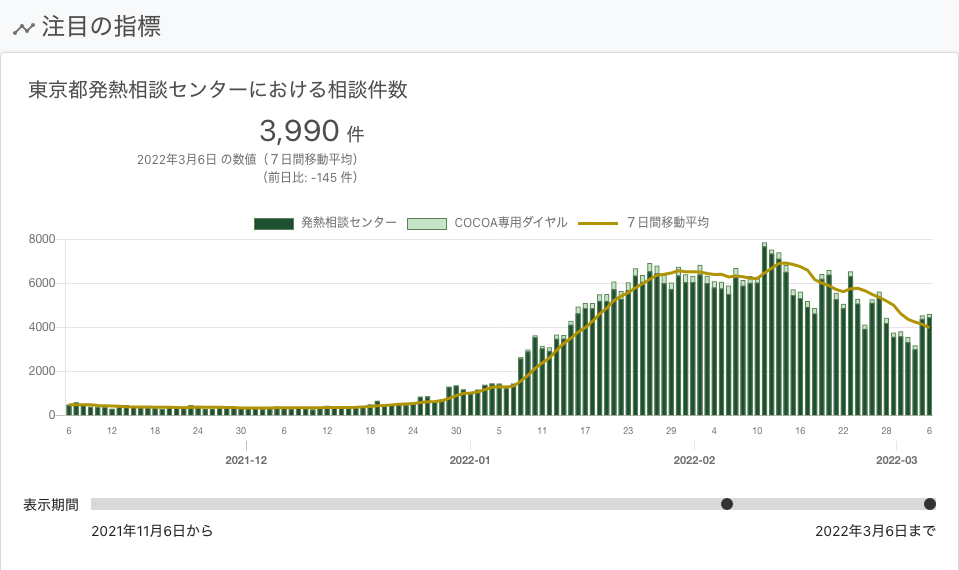 注目の指標
東京都発熱相談センターにおける相談件数
3,990 件
2022年3月6日 の数値（７日間移動平均）
（前日比: -145 件）
発熱相談センター COCOA専用ダイヤル ７日間移動平均
8000
6000
4000
2000
0
6 12 18 24 30 6 12 18 24 30 5 11 17 23 29 4 10 16 22 28 6
2021-12 2022-01 2022-02 2022-03
表示期間
2021年11月6日から 2022年3月6日まで